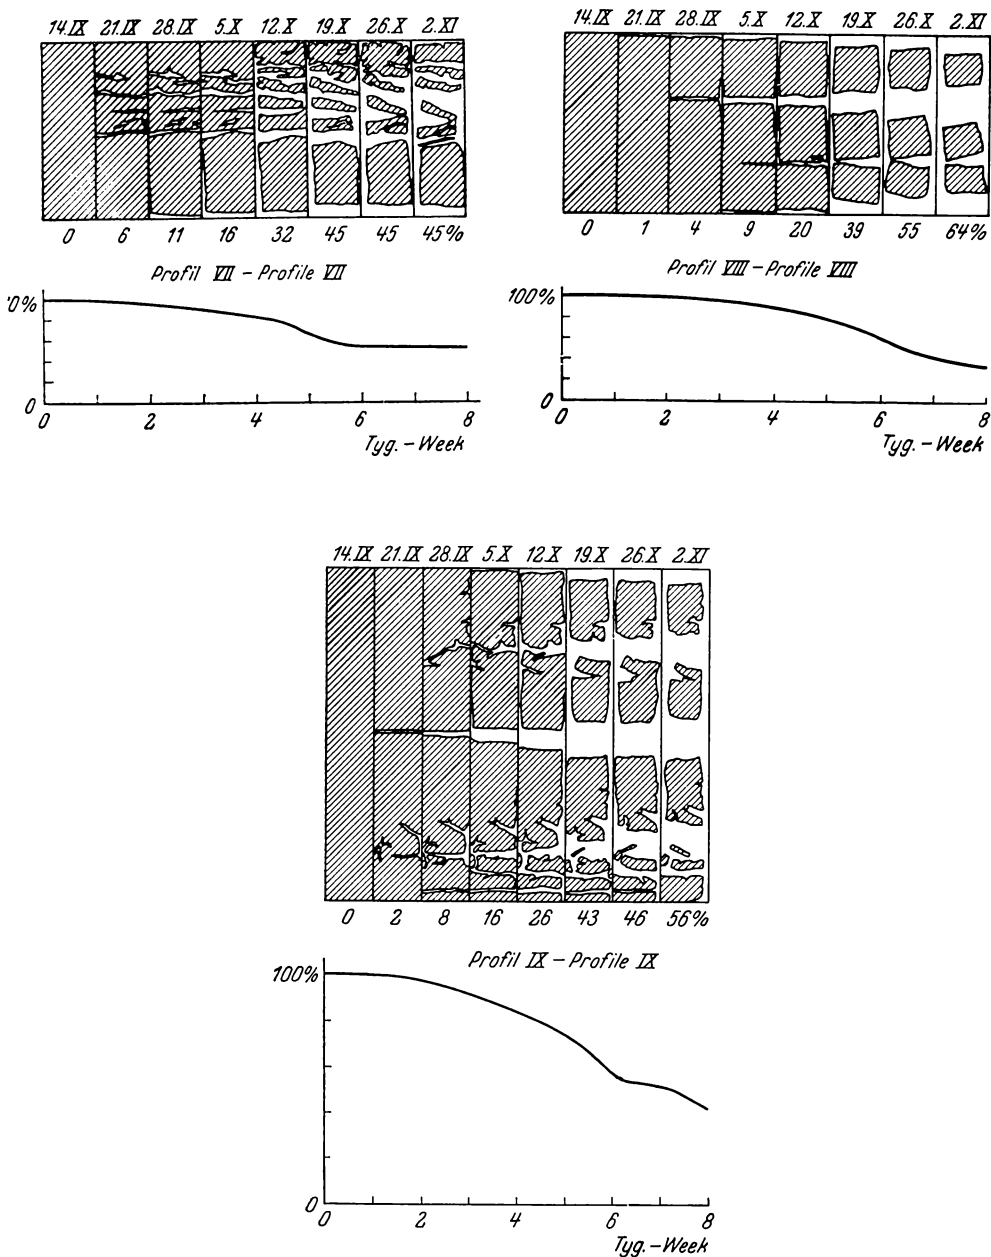 14.IX 21.IX 28.IX 5.X 12.X 19.X 26.X 2.XI
0 6 11 16 32 45 45 45%
Profil VII – Profile VII
0%
0
2 4 6 8
Tyg. – Week
14.IX 21.IX 28.IX 5.X 12.X 19.X 26.X 2.XI
0 1 4 9 20 39 55 64%
Profil VIII – Profile VIII
100%
0
0 2 4 6 8
Tyg. – Week
14.IX 21.IX 28.IX 5.X 12.X 19.X 26.X 2.XI
0 2 8 16 26 43 46 56%
Profil IX – Profile IX
100%
0
0 2 4 6 8
Tyg. – Week